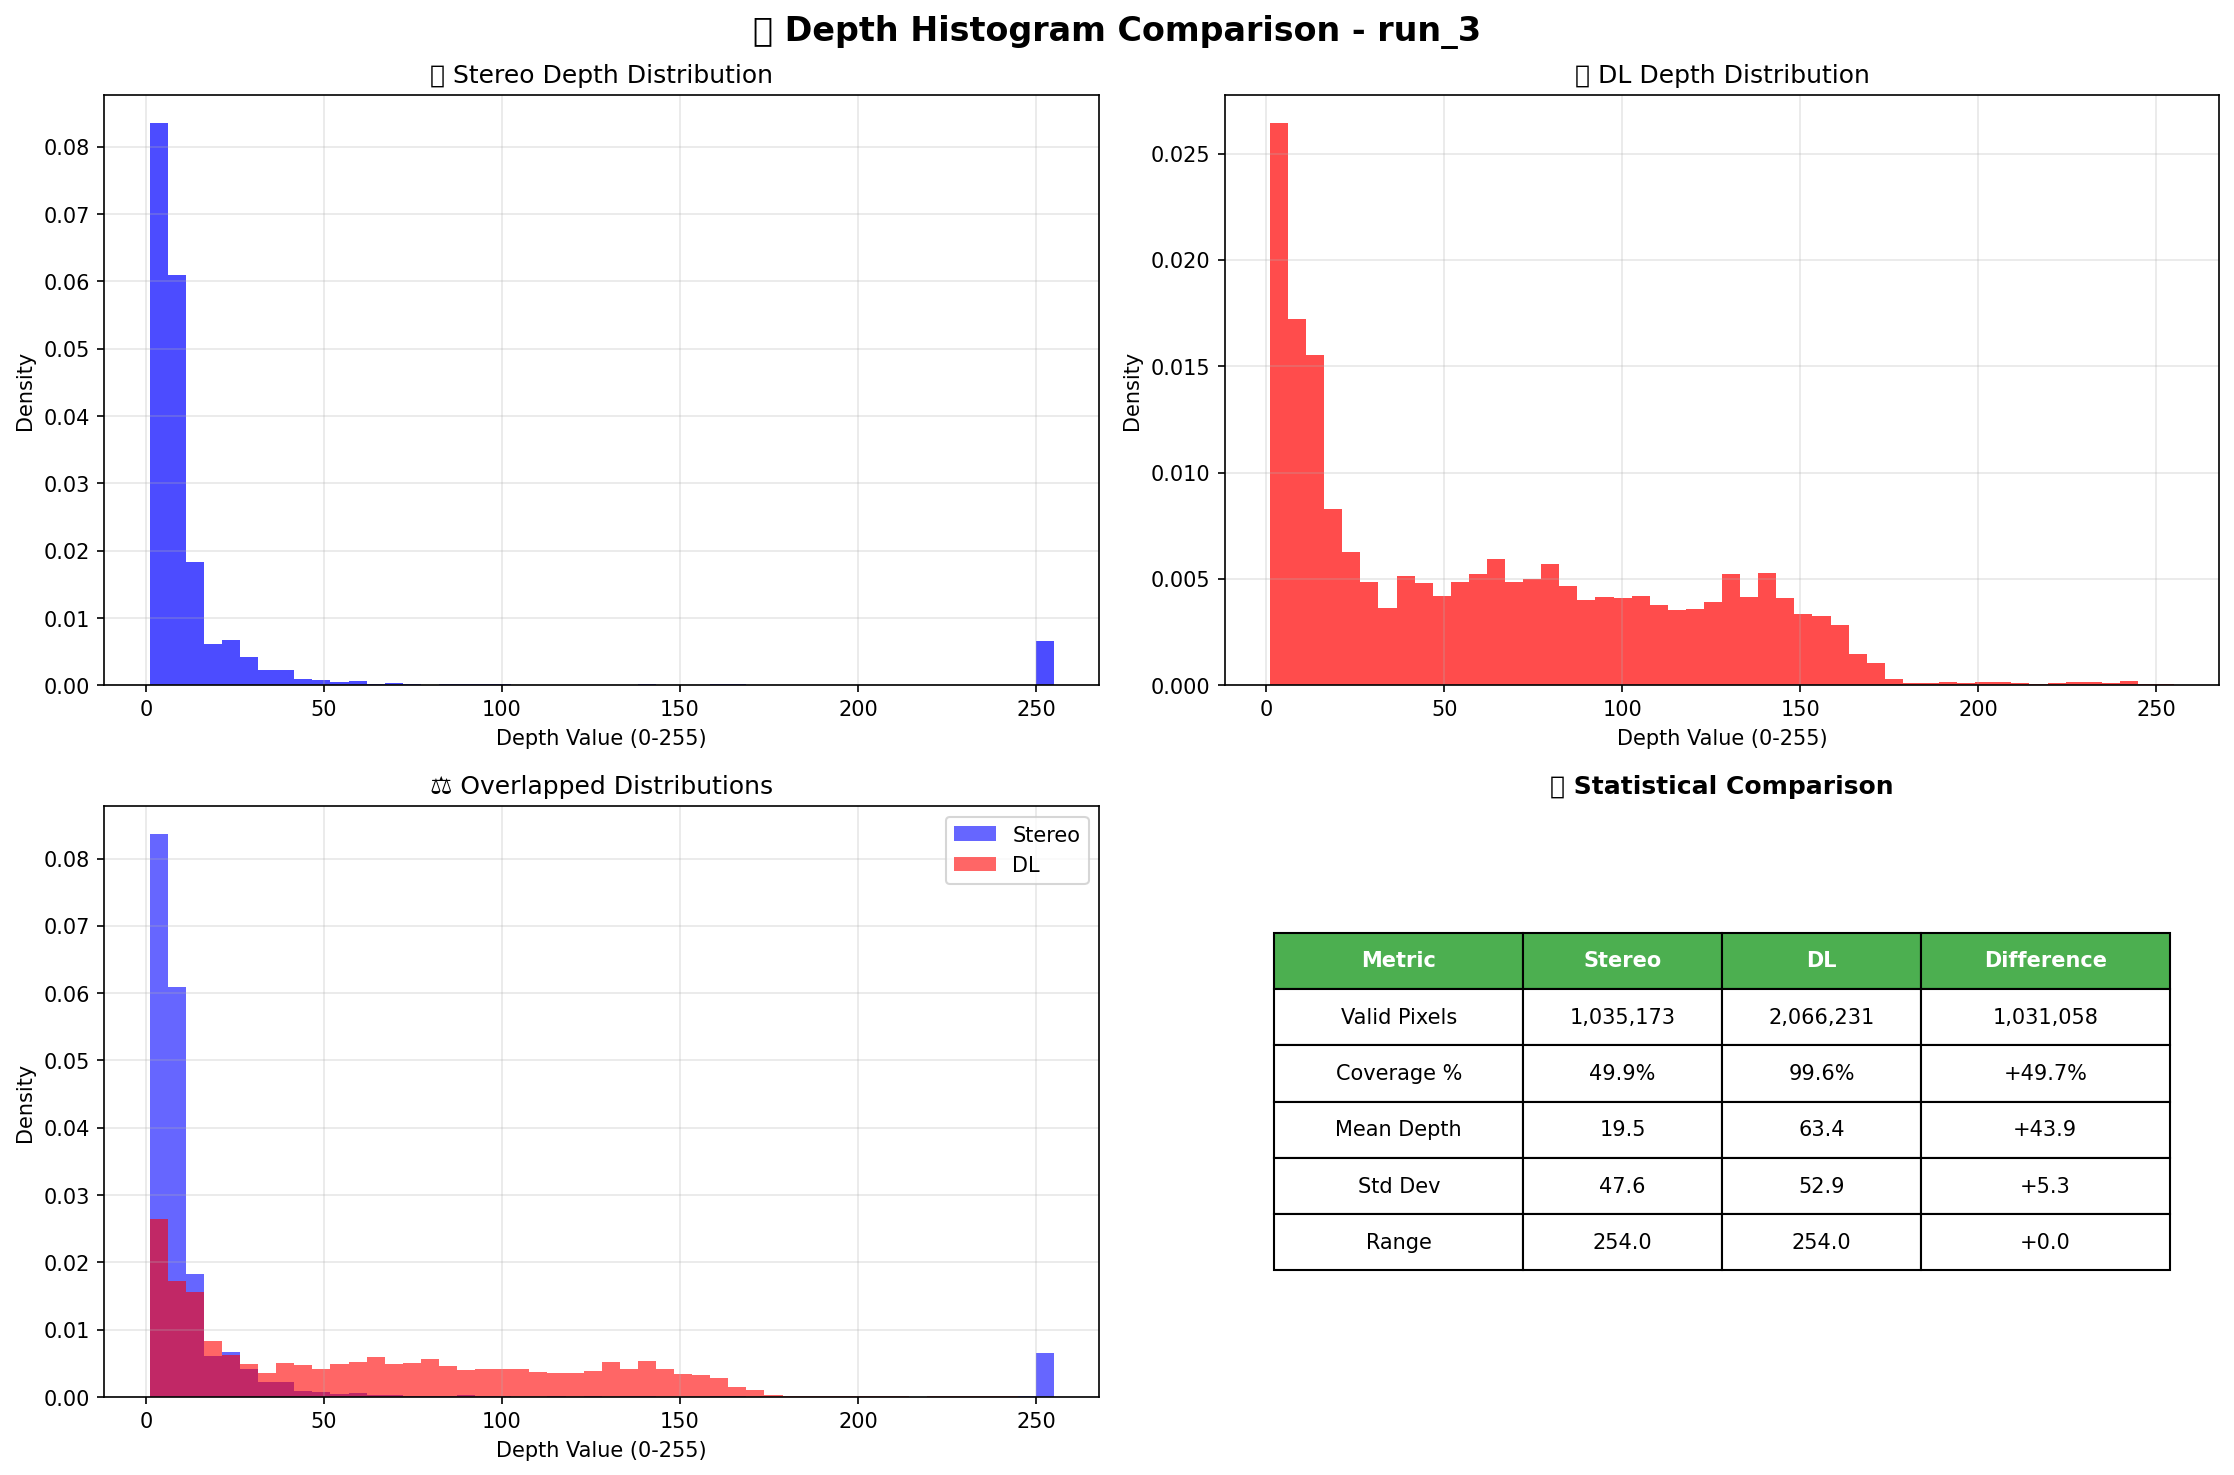 Depth Histogram Comparison - run_3
Stereo Depth Distribution
0.08
0.07
0.06
0.05
0.04
0.03
0.02
0.01
0.00
Density
0 50 100 150 200 250
Depth Value (0-255)
DL Depth Distribution
0.025
0.020
0.015
0.010
0.005
0.000
Density
0 50 100 150 200 250
Depth Value (0-255)
⚖ Overlapped Distributions
Stereo
DL
0.08
0.07
0.06
0.05
0.04
0.03
0.02
0.01
0.00
Density
0 50 100 150 200 250
Depth Value (0-255)
Statistical Comparison
Metric Stereo DL Difference
Valid Pixels 1,035,173 2,066,231 1,031,058
Coverage % 49.9% 99.6% +49.7%
Mean Depth 19.5 63.4 +43.9
Std Dev 47.6 52.9 +5.3
Range 254.0 254.0 +0.0